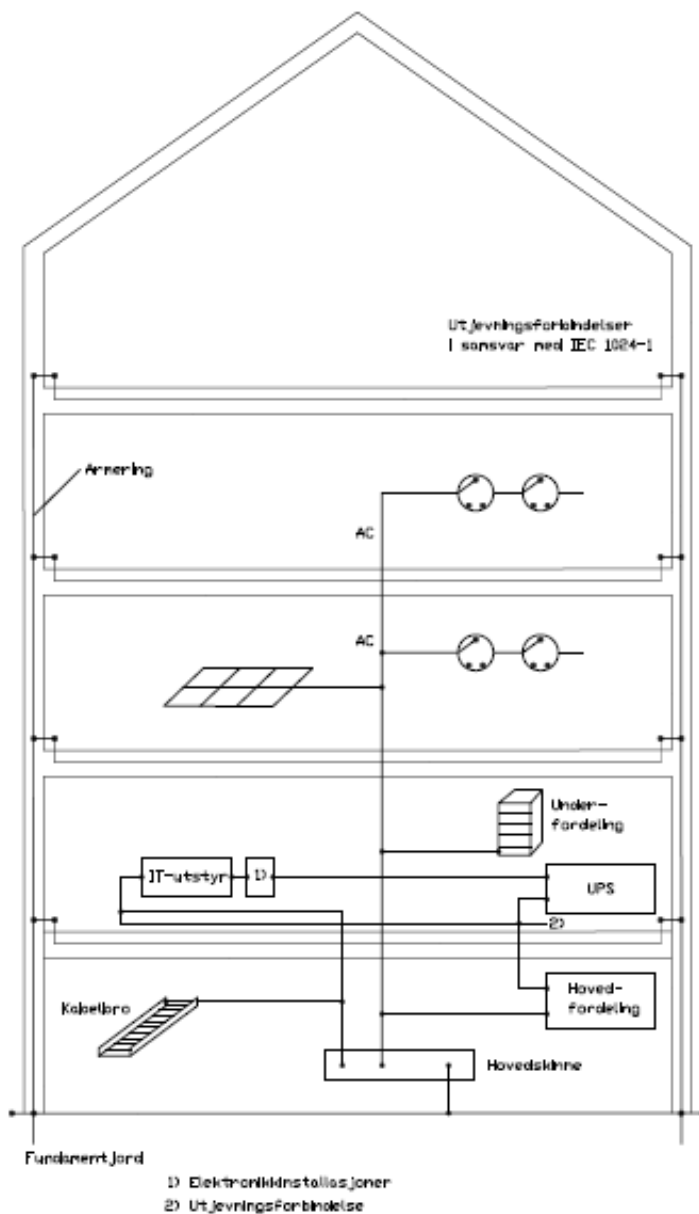 Utjevningsforbindelser
I samsvar med IEC 1024-1
Armering
AC
AC
Under-
fordeling
IT-utstyr
1)
UPS
2)
Kabelbro
Hoved-
fordeling
Hovedskinne
Fundamentjord
1) Elektronikkinstallasjoner
2) Utjevningsforbindelse